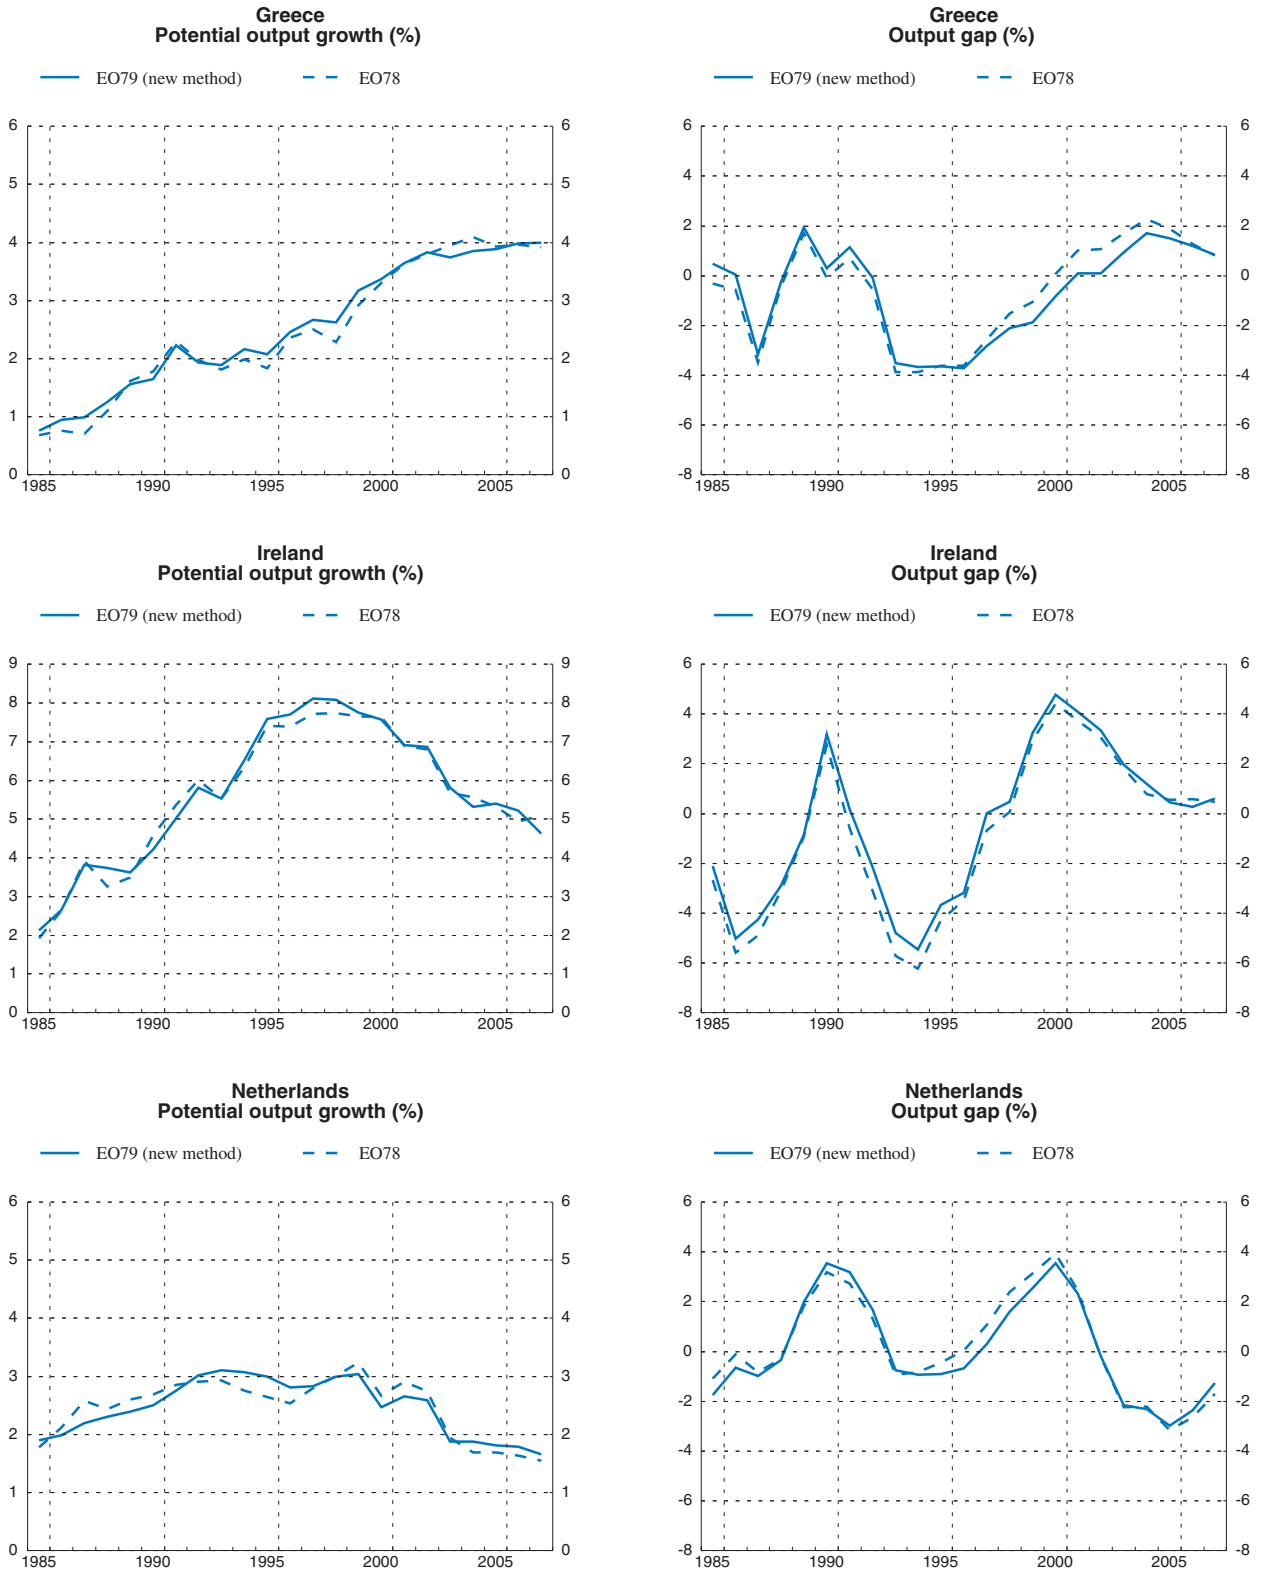 Greece
Potential output growth (%)
EO79 (new method) EO78
6 6
5 5
4 4
3 3
2 2
1 1
0 0
1985 1990 1995 2000 2005
Greece
Output gap (%)
EO79 (new method) EO78
6 6
4 4
2 2
0 0
-2 -2
-4 -4
-6 -6
-8 -8
1985 1990 1995 2000 2005
Ireland
Potential output growth (%)
EO79 (new method) EO78
9 9
8 8
7 7
6 6
5 5
4 4
3 3
2 2
1 1
0 0
1985 1990 1995 2000 2005
Ireland
Output gap (%)
EO79 (new method) EO78
6 6
4 4
2 2
0 0
-2 -2
-4 -4
-6 -6
-8 -8
1985 1990 1995 2000 2005
Netherlands
Potential output growth (%)
EO79 (new method) EO78
6 6
5 5
4 4
3 3
2 2
1 1
0 0
1985 1990 1995 2000 2005
Netherlands
Output gap (%)
EO79 (new method) EO78
6 6
4 4
2 2
0 0
-2 -2
-4 -4
-6 -6
-8 -8
1985 1990 1995 2000 2005